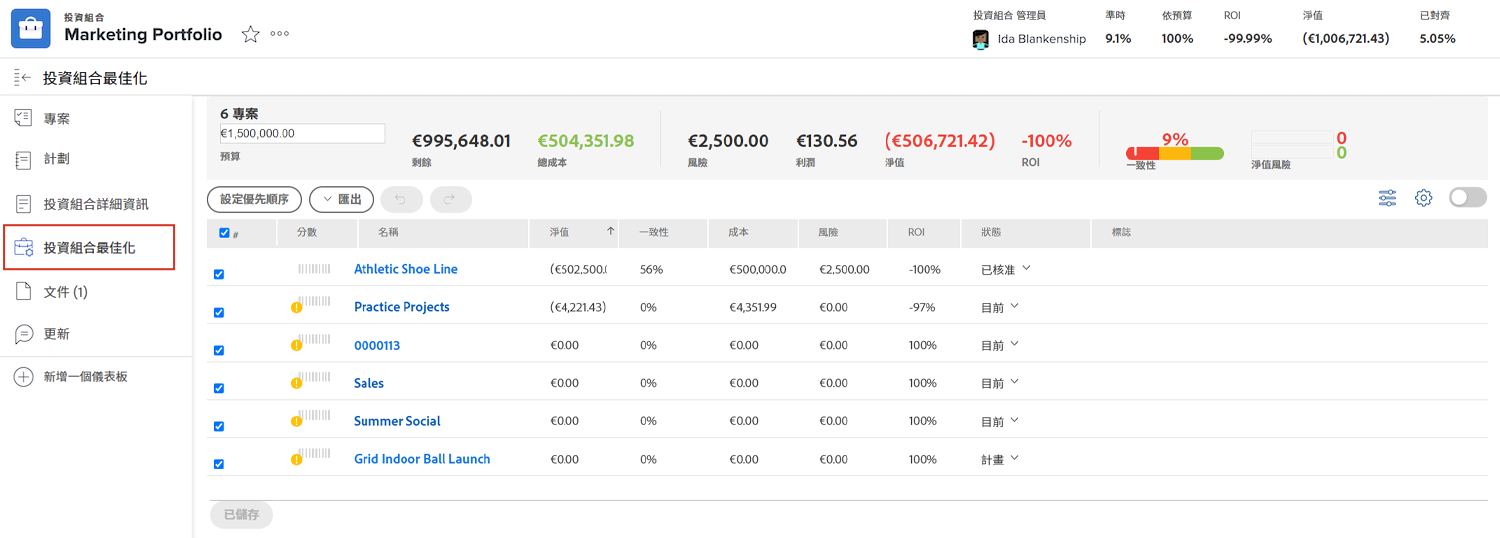 投資組合
Marketing Portfolio
投資組合 管理員 準時 依預算 ROI 淨值 已對齊
Ida Blankenship 9.1% 100% -99.99% (€1,006,721.43) 5.05%
投資組合最佳化
專案
計劃
投資組合詳細資訊
投資組合最佳化
文件 (1)
更新
新增一個儀表板
6 專案
€1,500,000.00
預算
€995,648.01 €504,351.98 €2,500.00 €130.56 (€506,721.42) -100% 9% 0
0
剩餘 總成本 風險 利潤 淨值 ROI 一致性 淨值風險
設定優先順序 匯出
# 分數 名稱 淨值 一致性 成本 風險 ROI 狀態 標誌
Athletic Shoe Line (€502,500.( 56% €500,000.0 €2,500.00 -100% 已核准
Practice Projects (€4,221.43) 0% €4,351.99 €0.00 -97% 目前
0000113 €0.00 0% €0.00 €0.00 100% 目前
Sales €0.00 0% €0.00 €0.00 100% 目前
Summer Social €0.00 0% €0.00 €0.00 100% 目前
Grid Indoor Ball Launch €0.00 0% €0.00 €0.00 100% 計畫
已儲存